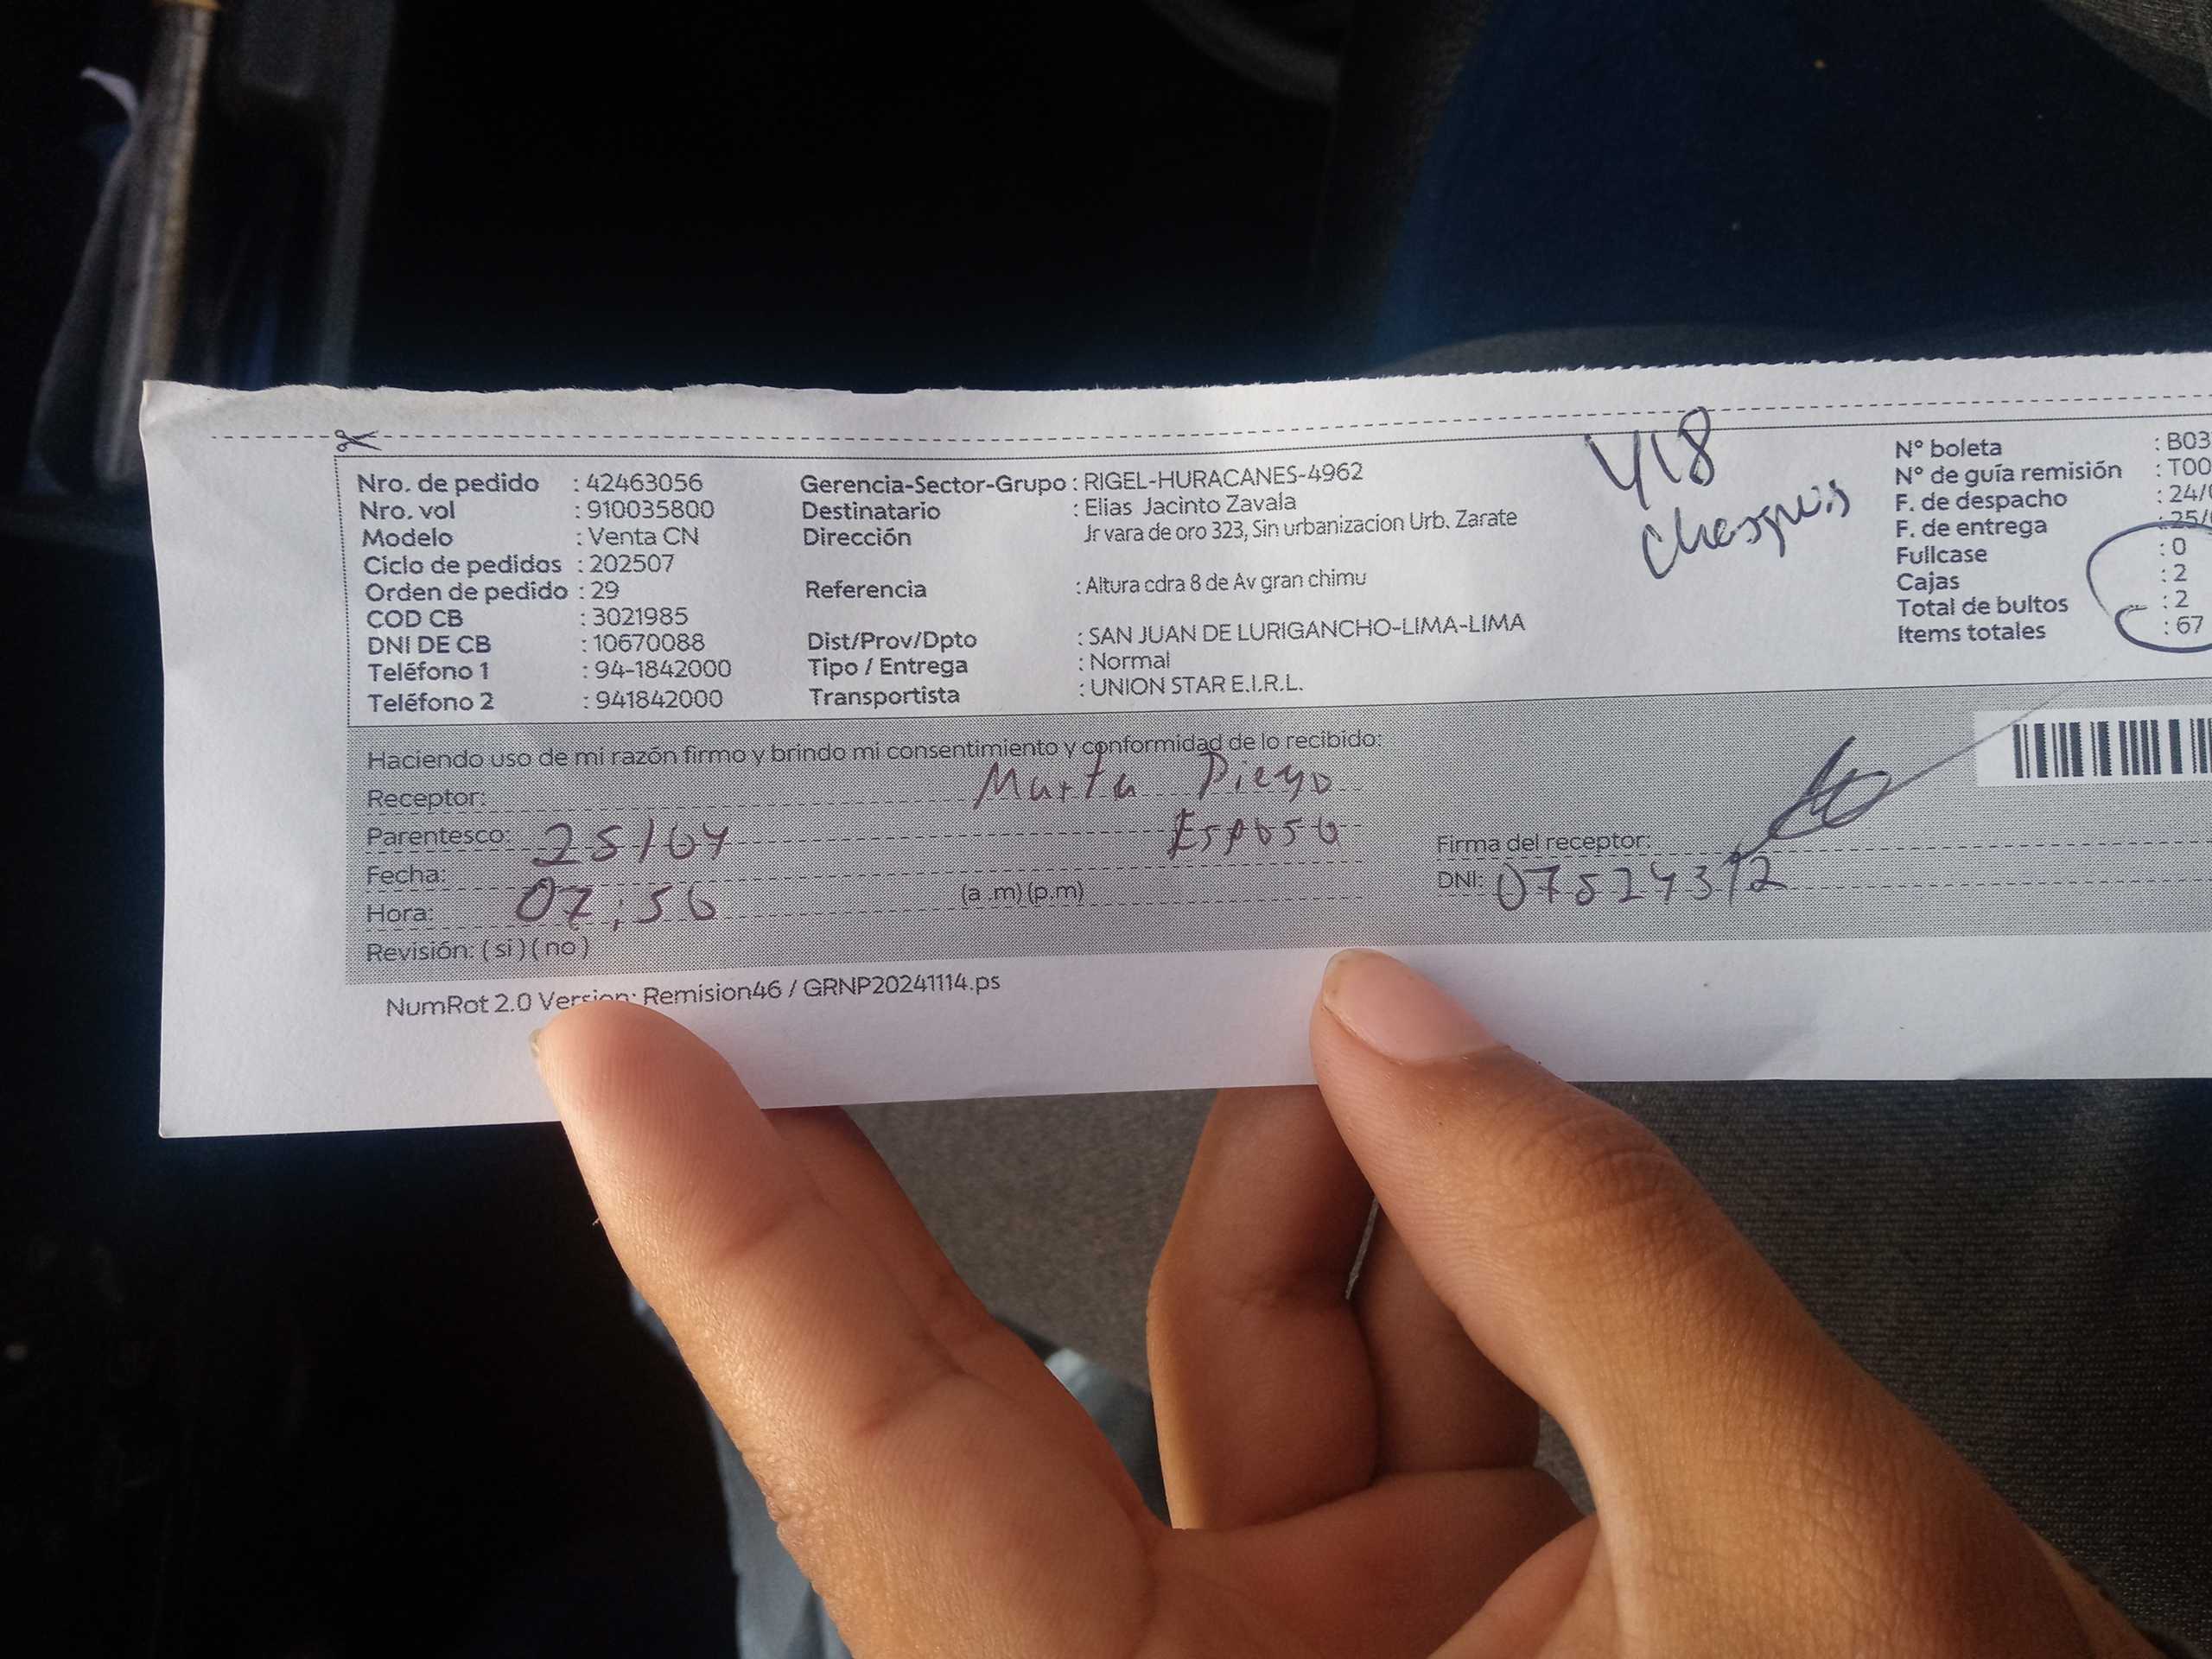 Nro. de pedido : 42463056
Nro. vol : 910035800
Modelo : Venta CN
Ciclo de pedidos : 202507
Orden de pedido : 29
COD CB : 3021985
DNI DE CB : 10670088
Teléfono 1 : 94-1842000
Teléfono 2 : 941842000
Gerencia-Sector-Grupo : RIGEL-HURACANES-4962
Destinatario : Elias Jacinto Zavala
Dirección Jr vara de oro 323, Sin urbanizacion Urb. Zarate
Referencia : Altura cdra 8 de Av gran chimu
Dist/Prov/Dpto : SAN JUAN DE LURIGANCHO-LIMA-LIMA
Tipo / Entrega : Normal
Transportista : UNION STAR E.I.R.L.
418
N° boleta : B03
N° de guía remisión : T00
F. de despacho : 24/
F. de entrega : 25/
Fullcase : 0
Cajas : 2
Total de bultos : 2
Items totales : 67
Haciendo uso de mi razón firmo y brindo mi consentimiento y conformidad de lo recibido:
Receptor: Marta Diego
Parentesco: 25/04 Esposa
Fecha:
Hora: 07:56 (a .m) (p.m)
Revisión: ( si ) ( no )
Firma del receptor:
DNI: 07524312
NumRot 2.0 Version: Remision46 / GRNP20241114.ps